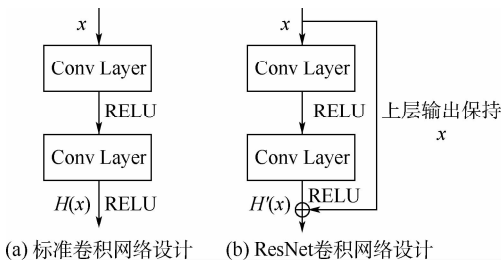 x
Conv Layer
RELU
Conv Layer
H(x)
RELU
(a) 标准卷积网络设计
x
Conv Layer
RELU
上层输出保持
x
Conv Layer
H'(x)
RELU
(b) ResNet卷积网络设计